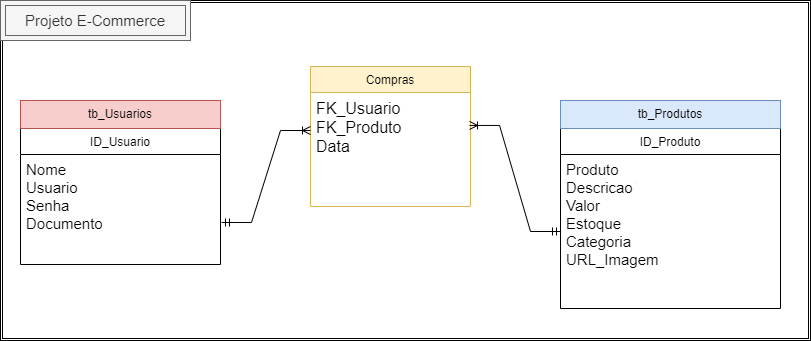 Projeto E-Commerce
tb_Usuarios
ID_Usuario
Nome
Usuario
Senha
Documento
Compras
FK_Usuario
FK_Produto
Data
tb_Produtos
ID_Produto
Produto
Descricao
Valor
Estoque
Categoria
URL_Imagem